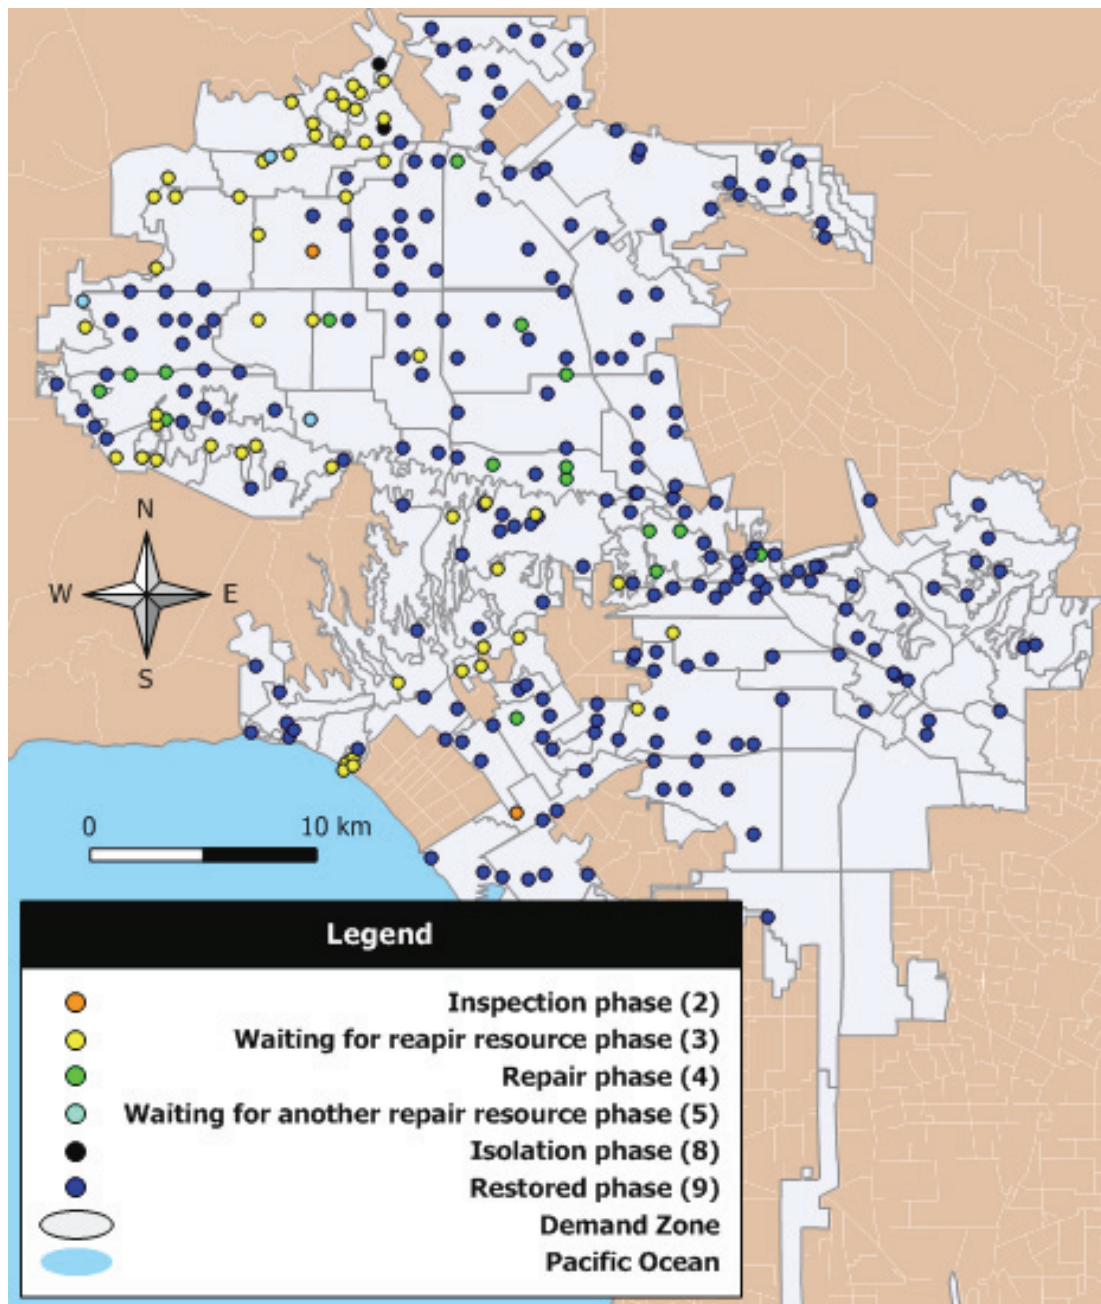 N
W E
S
0 10 km
Legend
Inspection phase (2)
Waiting for reapir resource phase (3)
Repair phase (4)
Waiting for another repair resource phase (5)
Isolation phase (8)
Restored phase (9)
Demand Zone
Pacific Ocean